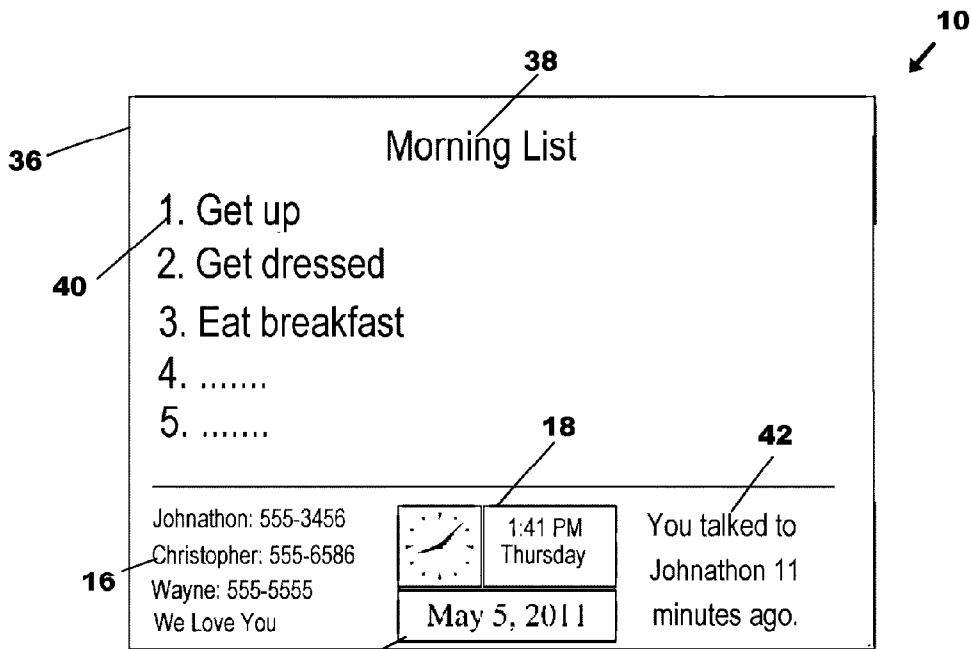 10
38
Morning List
36
1. Get up
40
2. Get dressed
3. Eat breakfast
4. .......
5. .......
18
42
Johnathon: 555-3456
Christopher: 555-6586
16
Wayne: 555-5555
We Love You
1:41 PM
Thursday
May 5, 2011
You talked to
Johnathon 11
minutes ago.